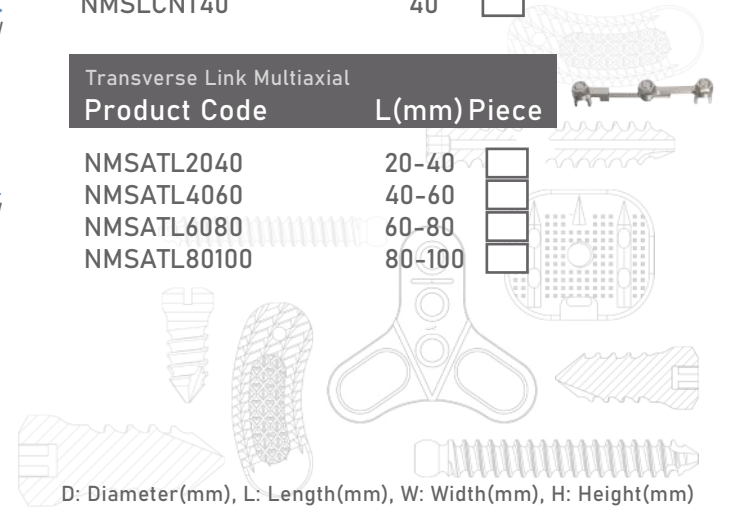 NMSLCNT40 40
Transverse Link Multiaxial
Product Code L(mm) Piece
NMSATL2040 20-40
NMSATL4060 40-60
NMSATL6080 60-80
NMSATL80100 80-100
D: Diameter(mm), L: Length(mm), W: Width(mm), H: Height(mm)